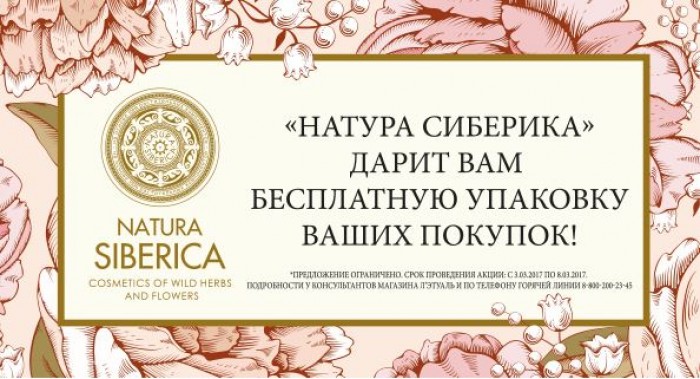 NATURA
SIBERICA
NATURA
SIBERICA
COSMETICS OF WILD HERBS
AND FLOWERS
«НАТУРА СИБЕРИКА»
ДАРИТ ВАМ
БЕСПЛАТНУЮ УПАКОВКУ
ВАШИХ ПОКУПОК!
*ПРЕДЛОЖЕНИЕ ОГРАНИЧЕНО. СРОК ПРОВЕДЕНИЯ АКЦИИ: С 3.03.2017 ПО 8.03.2017.
ПОДРОБНОСТИ У КОНСУЛЬТАНТОВ МАГАЗИНА Л'ЭТУАЛЬ И ПО ТЕЛЕФОНУ ГОРЯЧЕЙ ЛИНИИ 8-800-200-23-45